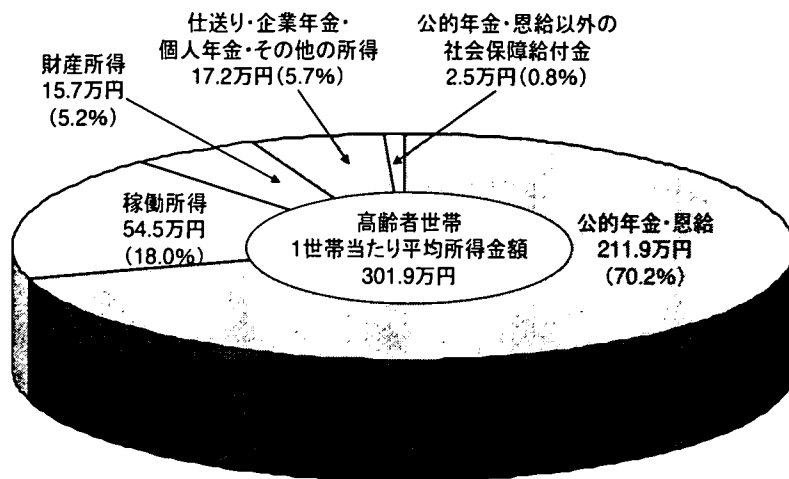 仕送り・企業年金・
個人年金・その他の所得
17.2万円(5.7%)
公的年金・恩給以外の
社会保障給付金
2.5万円(0.8%)
財産所得
15.7万円
(5.2%)
稼働所得
54.5万円
(18.0%)
高齢者世帯
1世帯当たり平均所得金額
301.9万円
公的年金・恩給
211.9万円
(70.2%)